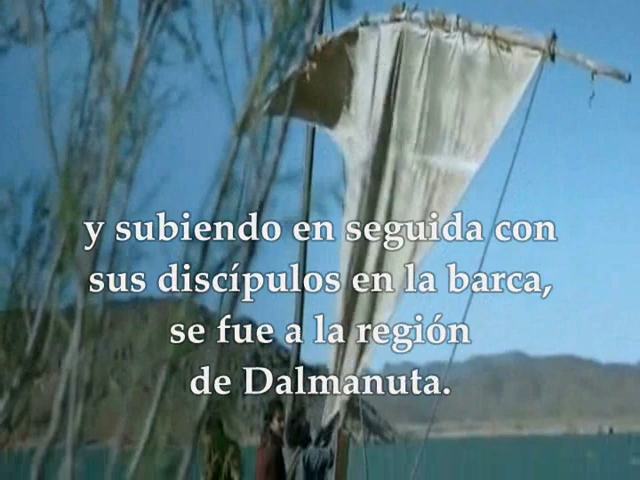 y subiendo en seguida con
sus discípulos en la barca,
se fue a la región
de Dalmanuta.